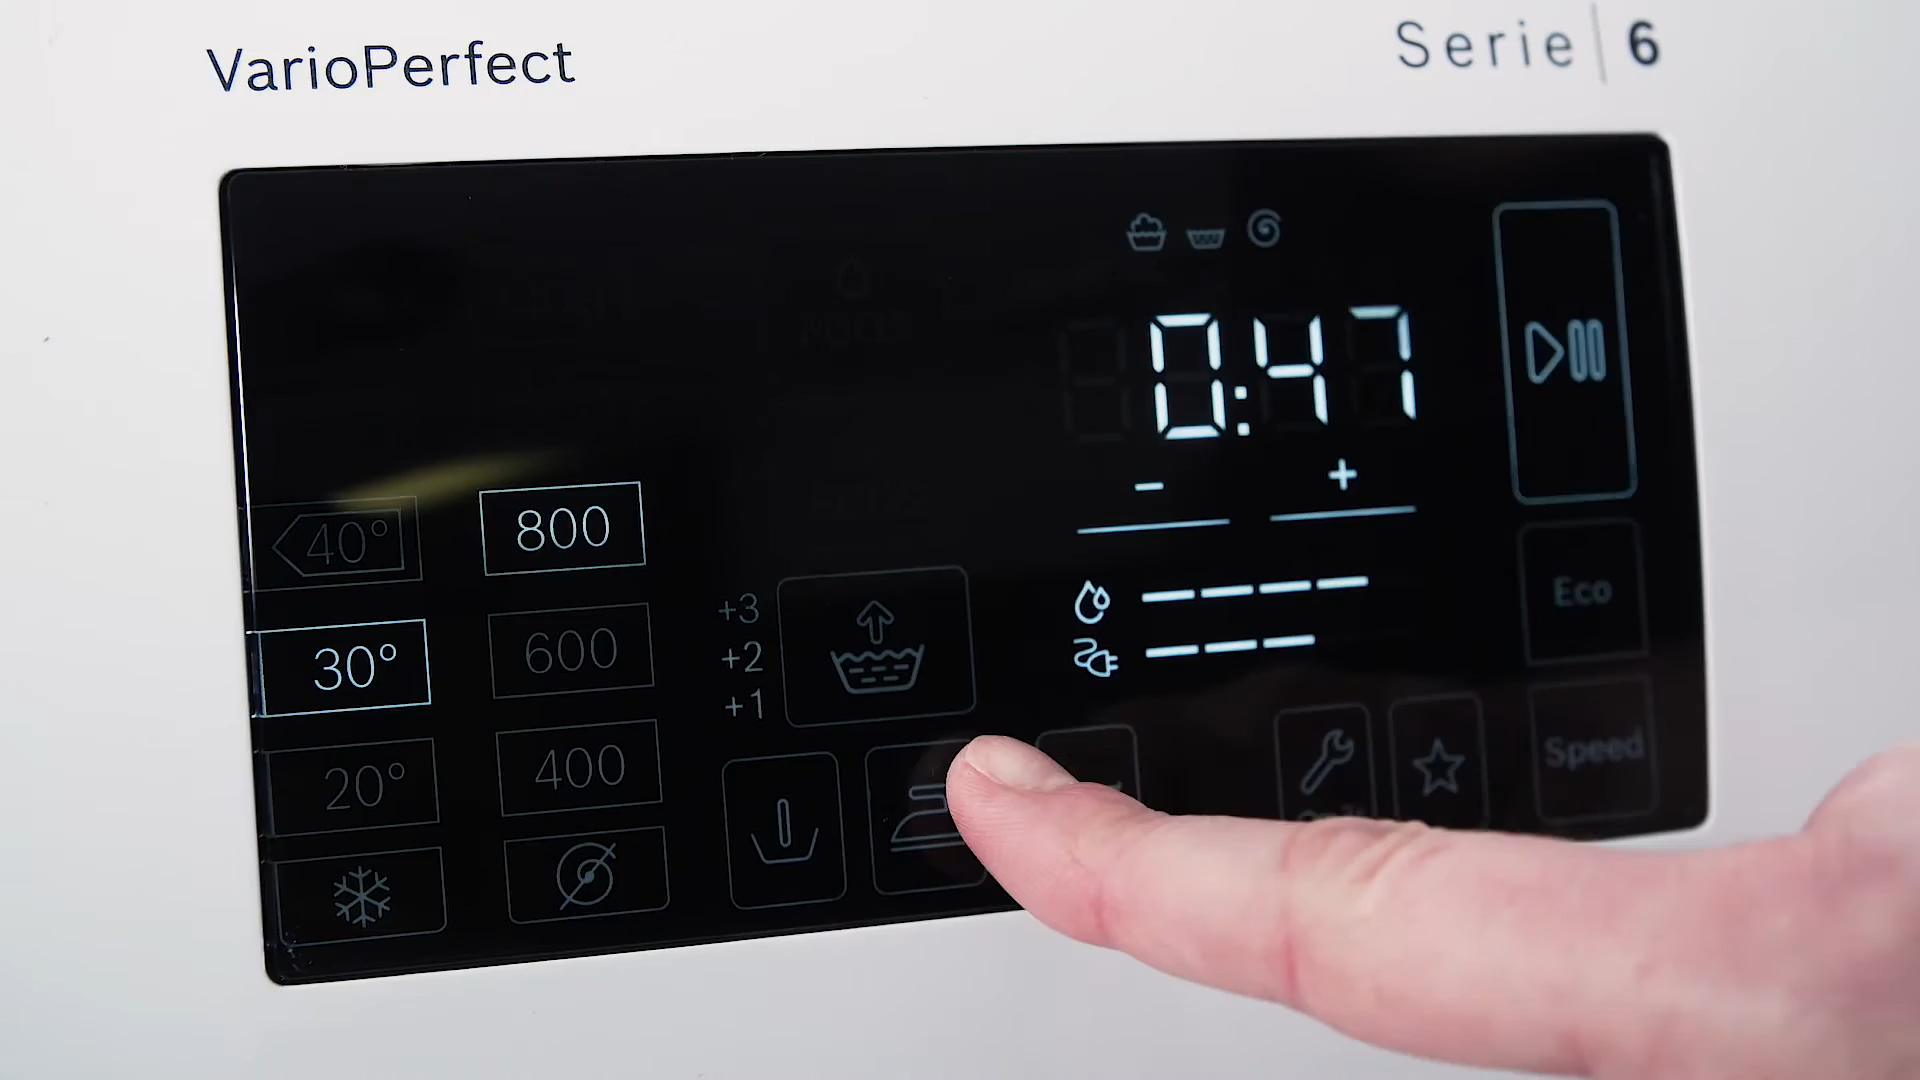 VarioPerfect
Serie 6
0:47
- +
40° 800
30° 600
20° 400
+3
+2
+1
Eco
Speed